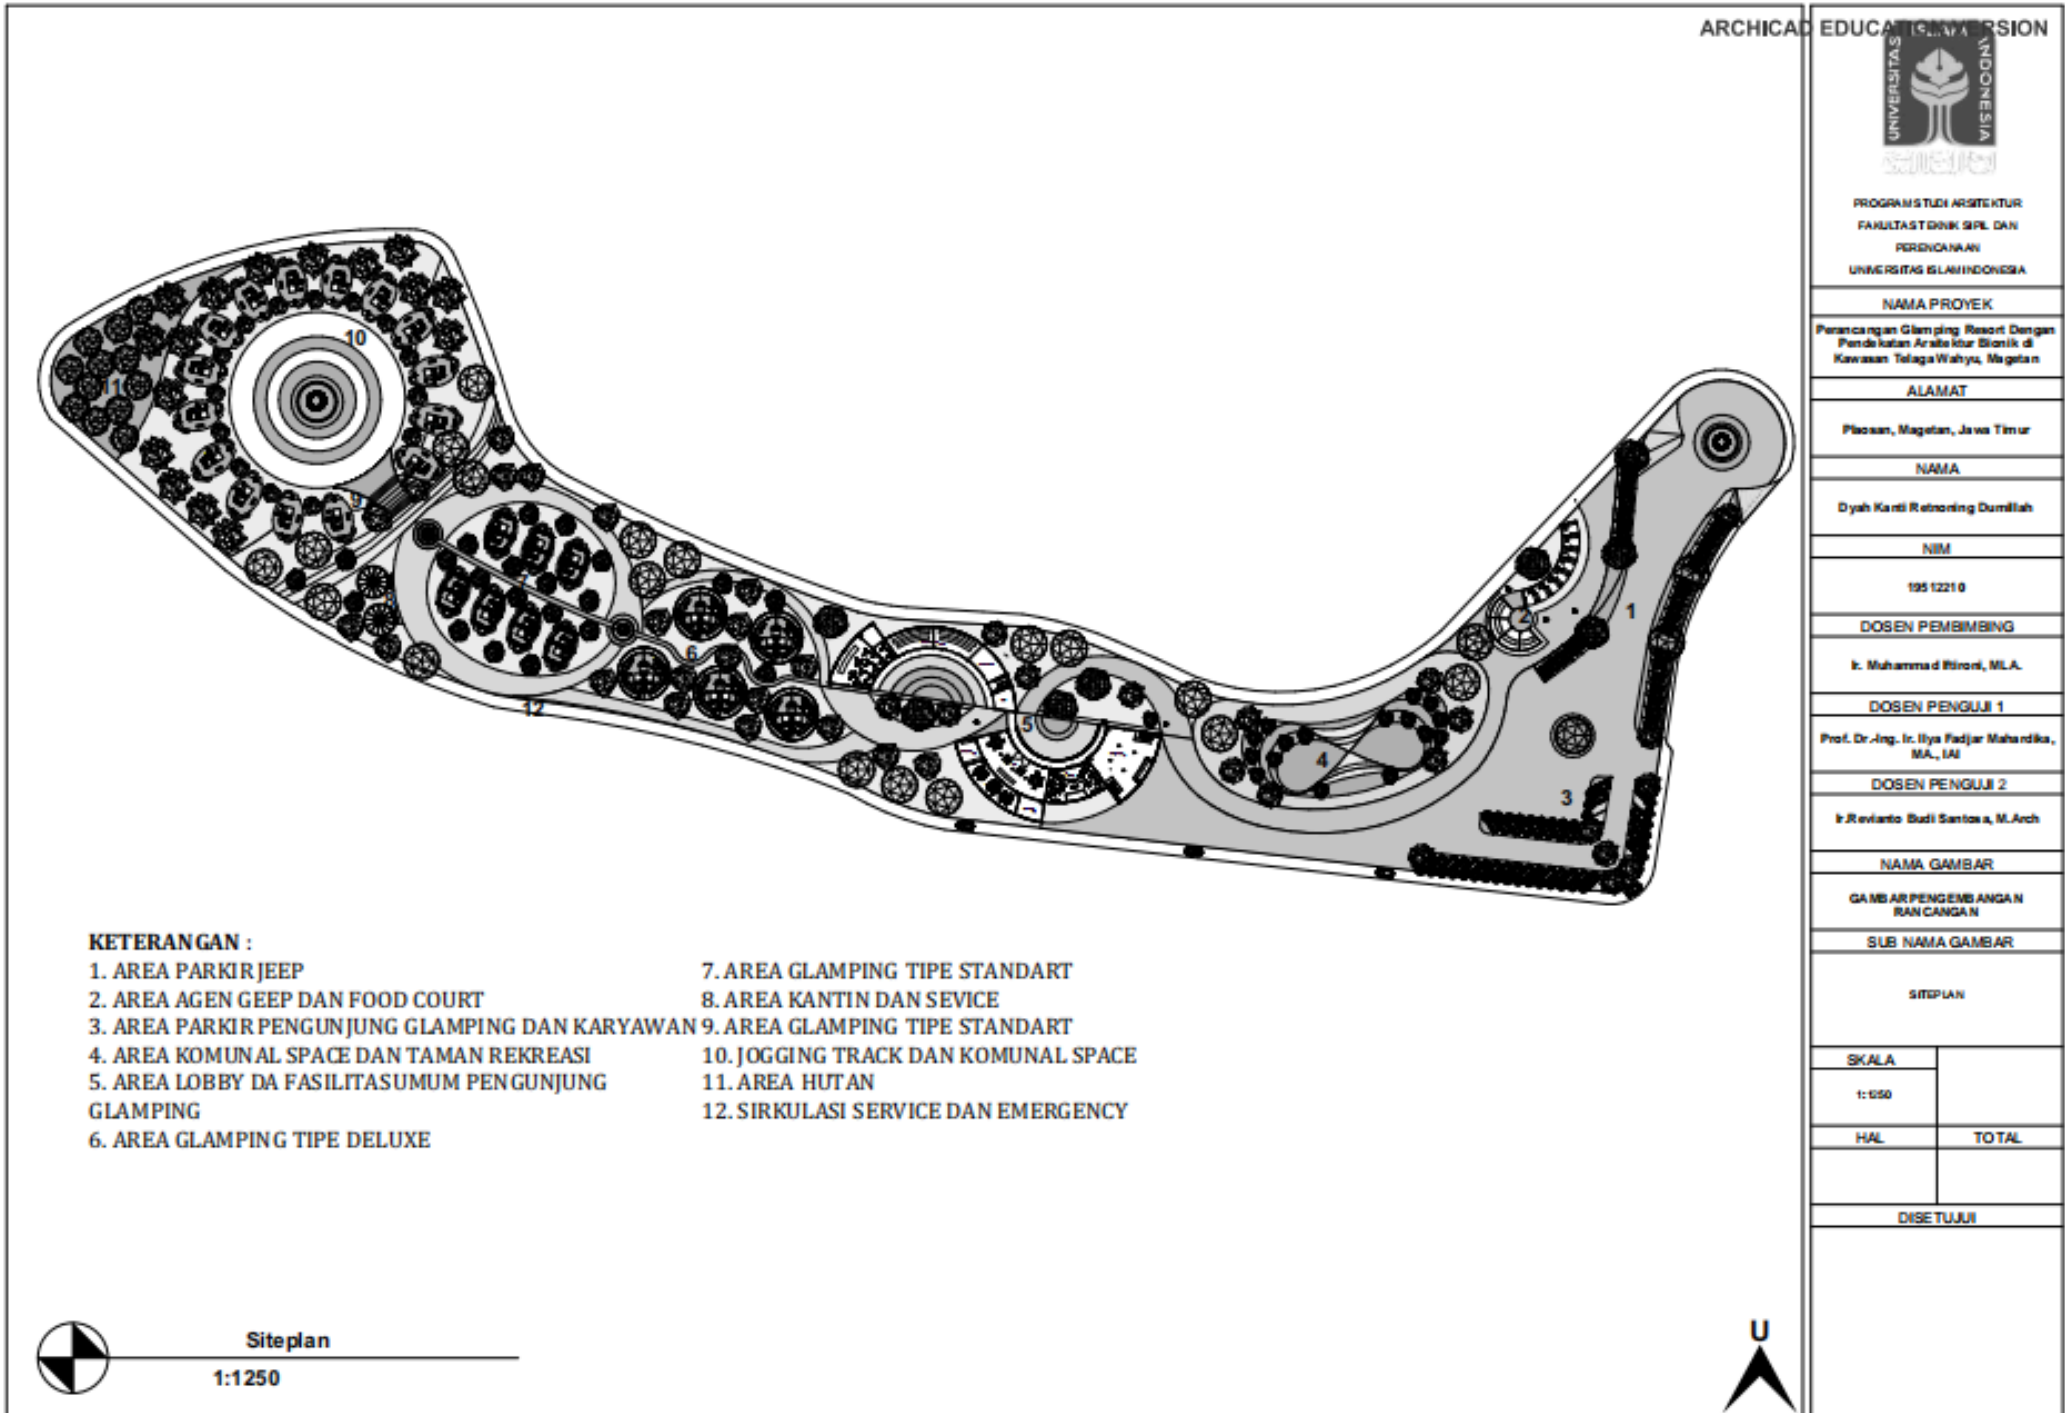 ARCHICAD EDUCATION VERSION
UNIVERSITAS
ISLAM
INDONESIA
PROGRAM STUDI ARSITEKTUR
FAKULTAS TEKNIK SIPIL DAN
PERENCANAAN
UNIVERSITAS ISLAM INDONESIA
NAMA PROYEK
Perancangan Glamping Resort Dengan
Pendekatan Arsitektur Bionik di
Kawasan Telaga Wahyu, Magetan
ALAMAT
Plaosan, Magetan, Jawa Timur
NAMA
Dyah Kanti Retnoning Dumillah
NIM
19512210
DOSEN PEMBIMBING
Ir. Muhammad Iftironi, MLA.
DOSEN PENGUJI 1
Prof. Dr.-Ing. Ir. Ilya Fadjar Mahardika,
MA., IAI
DOSEN PENGUJI 2
Ir.Revianto Budi Santosa, M.Arch
NAMA GAMBAR
GAMBAR PENGEMBANGAN
RANCANGAN
SUB NAMA GAMBAR
SITEPLAN
SKALA
1:1250
HAL TOTAL
DISETUJUI
10
11
9
7
8
6
12
5
4
2
1
3
KETERANGAN :
1. AREA PARKIR JEEP
2. AREA AGEN GEEP DAN FOOD COURT
3. AREA PARKIR PENGUNJUNG GLAMPING DAN KARYAWAN
4. AREA KOMUNAL SPACE DAN TAMAN REKREASI
5. AREA LOBBY DA FASILITASUMUM PENGUNJUNG
GLAMPING
6. AREA GLAMPING TIPE DELUXE
7. AREA GLAMPING TIPE STANDART
8. AREA KANTIN DAN SEVICE
9. AREA GLAMPING TIPE STANDART
10. JOGGING TRACK DAN KOMUNAL SPACE
11. AREA HUTAN
12. SIRKULASI SERVICE DAN EMERGENCY
Siteplan
1:1250
U